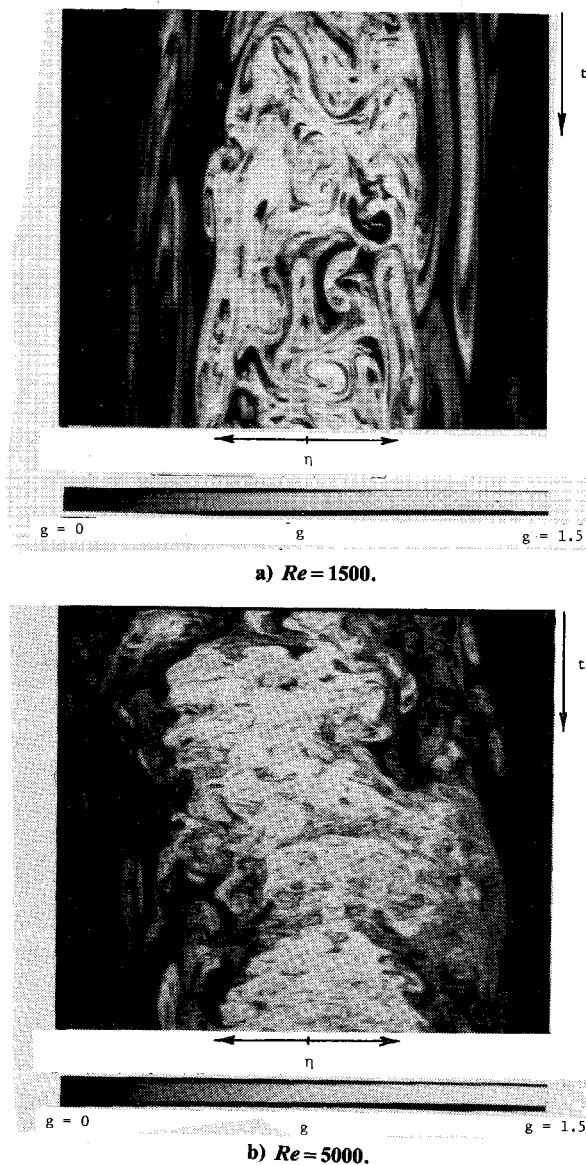 t
η
g = 0 g g = 1.5
a) Re=1500.
t
η
g = 0 g g = 1.5
b) Re=5000.